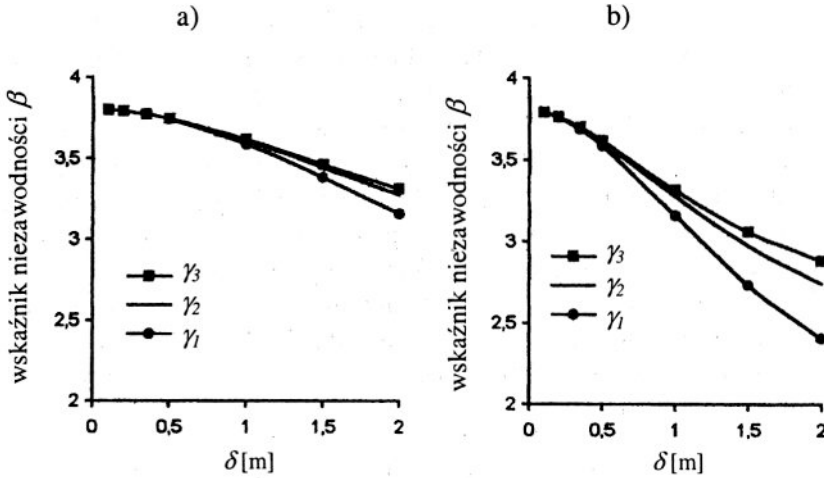 a)
wskaźnik niezawodności β
4
3,5
3
2,5
2
γ3
γ2
γ1
0
0,5
1
1,5
2
δ [m]
b)
wskaźnik niezawodności β
4
3,5
3
2,5
2
γ3
γ2
γ1
0
0,5
1
1,5
2
δ [m]